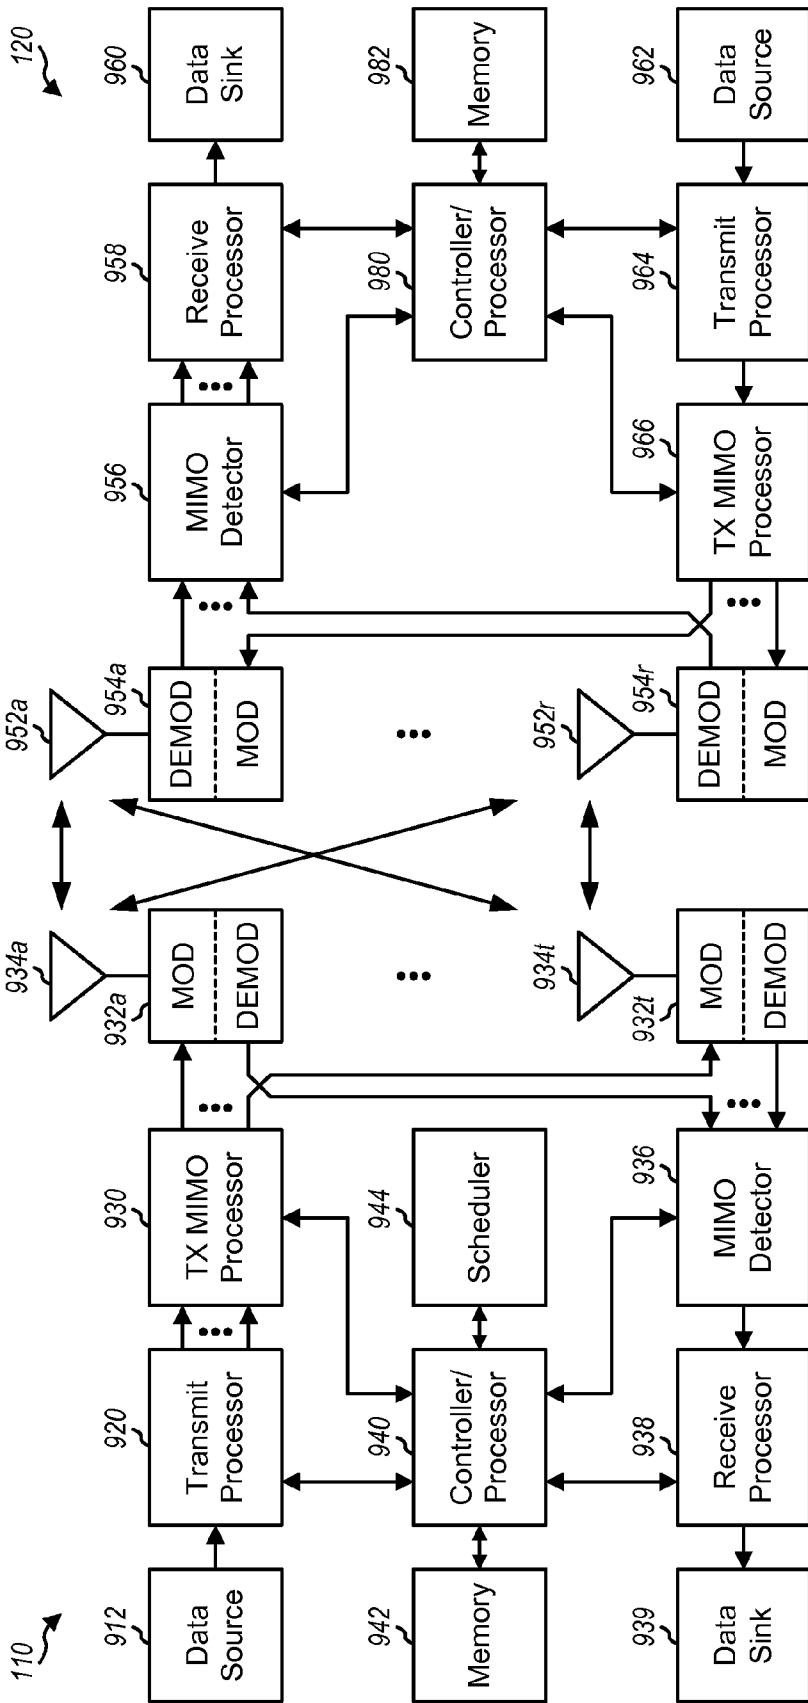 110
934a
952a
120
912
920
930
932a
954a
956
958
960
Data
Source
Transmit
Processor
TX MIMO
Processor
MOD
DEMOD
DEMOD
MOD
MIMO
Detector
Receive
Processor
Data
Sink
942
940
944
980
982
Memory
Controller/
Processor
Scheduler
Controller/
Processor
Memory
934t
952r
939
938
936
932t
954r
966
964
962
Data
Sink
Receive
Processor
MIMO
Detector
MOD
DEMOD
DEMOD
MOD
TX MIMO
Processor
Transmit
Processor
Data
Source